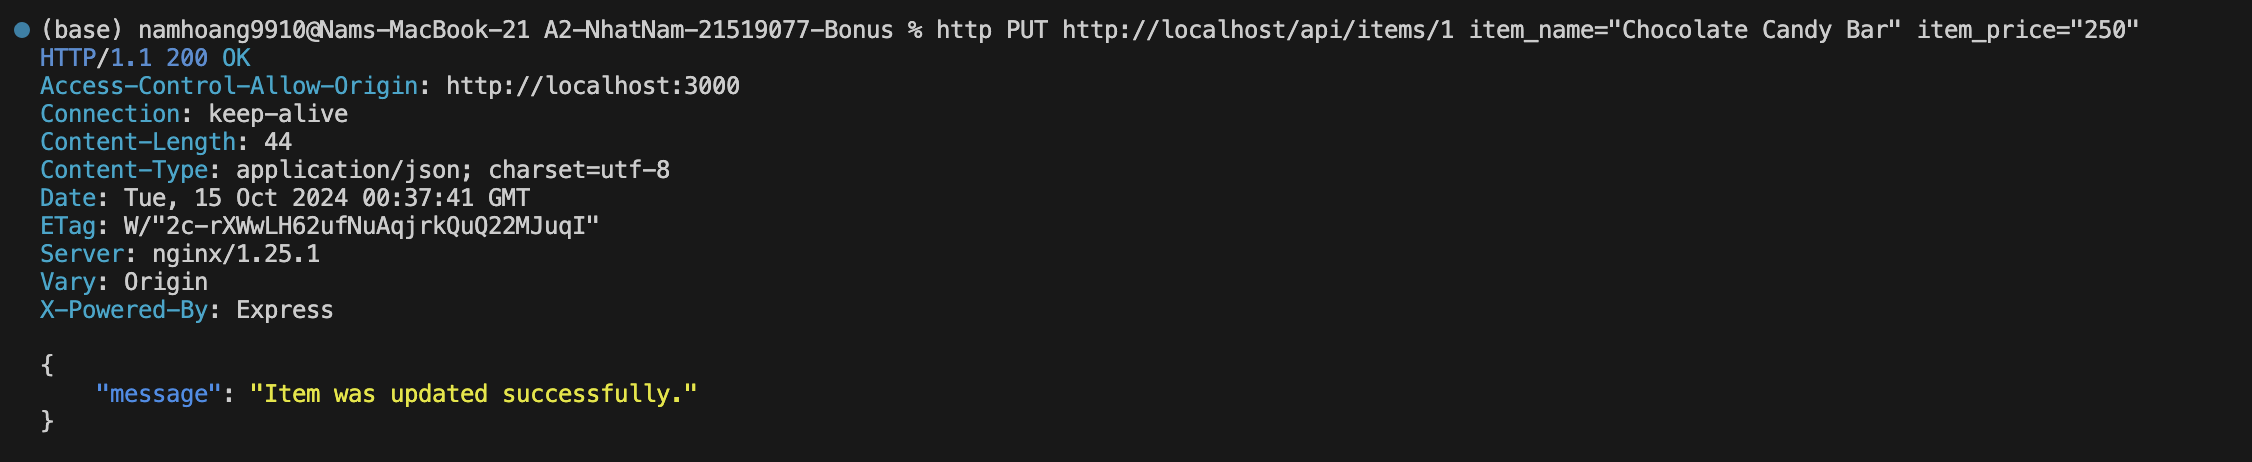 (base) namhoang9910@Nams-MacBook-21 A2-NhatNam-21519077-Bonus % http PUT http://localhost/api/items/1 item_name="Chocolate Candy Bar" item_price="250"
HTTP/1.1 200 OK
Access-Control-Allow-Origin: http://localhost:3000
Connection: keep-alive
Content-Length: 44
Content-Type: application/json; charset=utf-8
Date: Tue, 15 Oct 2024 00:37:41 GMT
ETag: W/"2c-rXWwLH62ufNuAqjrkQuQ22MJuqI"
Server: nginx/1.25.1
Vary: Origin
X-Powered-By: Express
{
    "message": "Item was updated successfully."
}